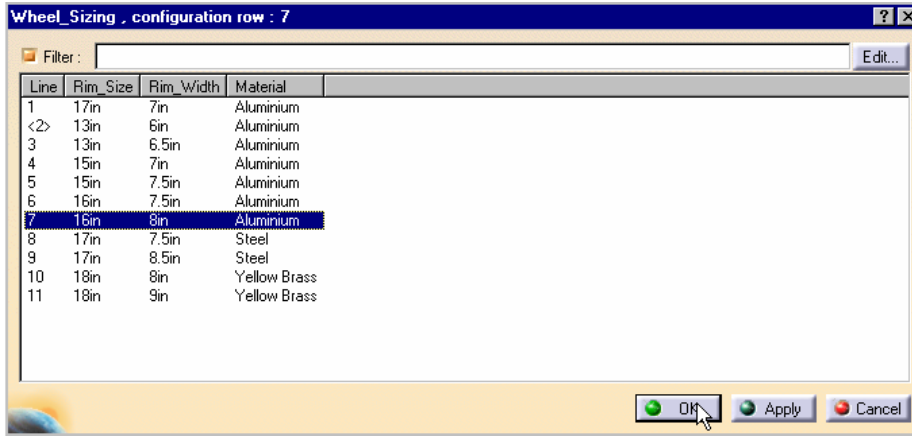 Wheel_Sizing , configuration row : 7
Filter : Edit...
Line Rim_Size Rim_Width Material
1 17in 7in Aluminium
<2> 13in 6in Aluminium
3 13in 6.5in Aluminium
4 15in 7in Aluminium
5 15in 7.5in Aluminium
6 16in 7.5in Aluminium
7 16in 8in Aluminium
8 17in 7.5in Steel
9 17in 8.5in Steel
10 18in 8in Yellow Brass
11 18in 9in Yellow Brass
OK Apply Cancel